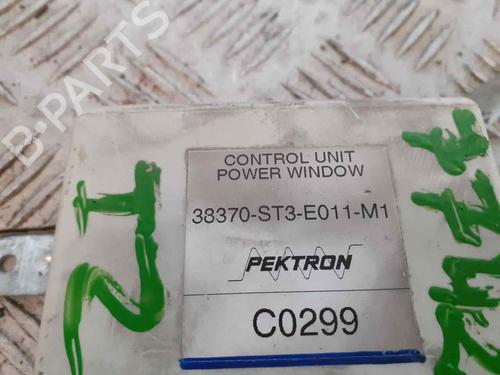 B-PARTS
CONTROL UNIT
POWER WINDOW
38370-ST3-E011-M1
PEKTRON
C0299